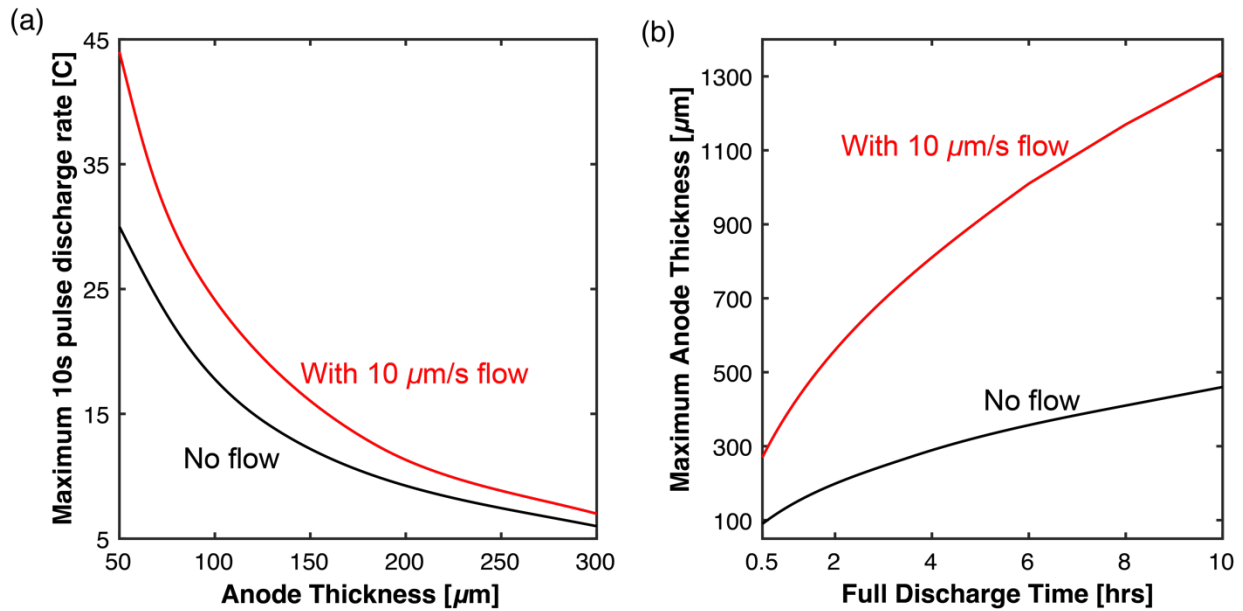 (a)
Maximum 10s pulse discharge rate [C]
45
35
25
15
5
With 10 µm/s flow
No flow
50
100
150
200
250
300
Anode Thickness [µm]
(b)
Maximum Anode Thickness [µm]
1300
1100
900
700
500
300
100
With 10 µm/s flow
No flow
0.5
2
4
6
8
10
Full Discharge Time [hrs]